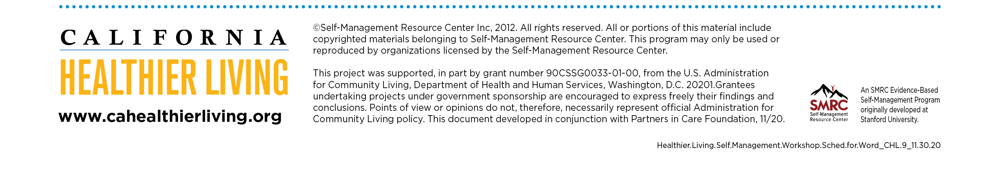 CALIFORNIA
HEALTHIER LIVING
www.cahealthierliving.org
©Self-Management Resource Center Inc, 2012. All rights reserved. All or portions of this material include
copyrighted materials belonging to Self-Management Resource Center. This program may only be used or
reproduced by organizations licensed by the Self-Management Resource Center.
This project was supported, in part by grant number 90CSSG0033-01-00, from the U.S. Administration
for Community Living, Department of Health and Human Services, Washington, D.C. 20201.Grantees
undertaking projects under government sponsorship are encouraged to express freely their findings and
conclusions. Points of view or opinions do not, therefore, necessarily represent official Administration for
Community Living policy. This document developed in conjunction with Partners in Care Foundation, 11/20.
SMRC
Self-Management
Resource Center
An SMRC Evidence-Based
Self-Management Program
originally developed at
Stanford University.
Healthier.Living.Self.Management.Workshop.Sched.for.Word_CHL.9_11.30.20